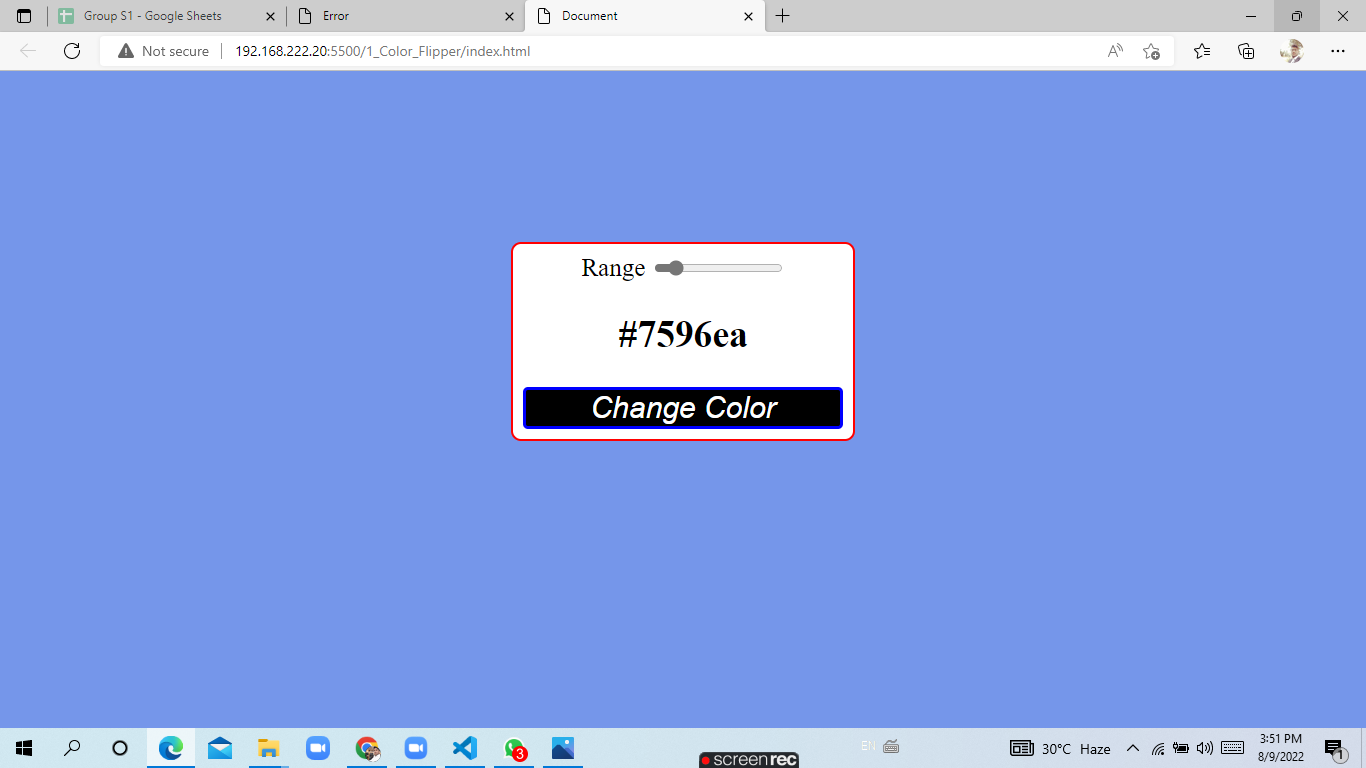 Group S1 - Google Sheets
Error
Document
Not secure
192.168.222.20:5500/1_Color_Flipper/index.html
Range
#7596ea
Change Color
3
screenrec
EN
30°C Haze
3:51 PM
8/9/2022
1